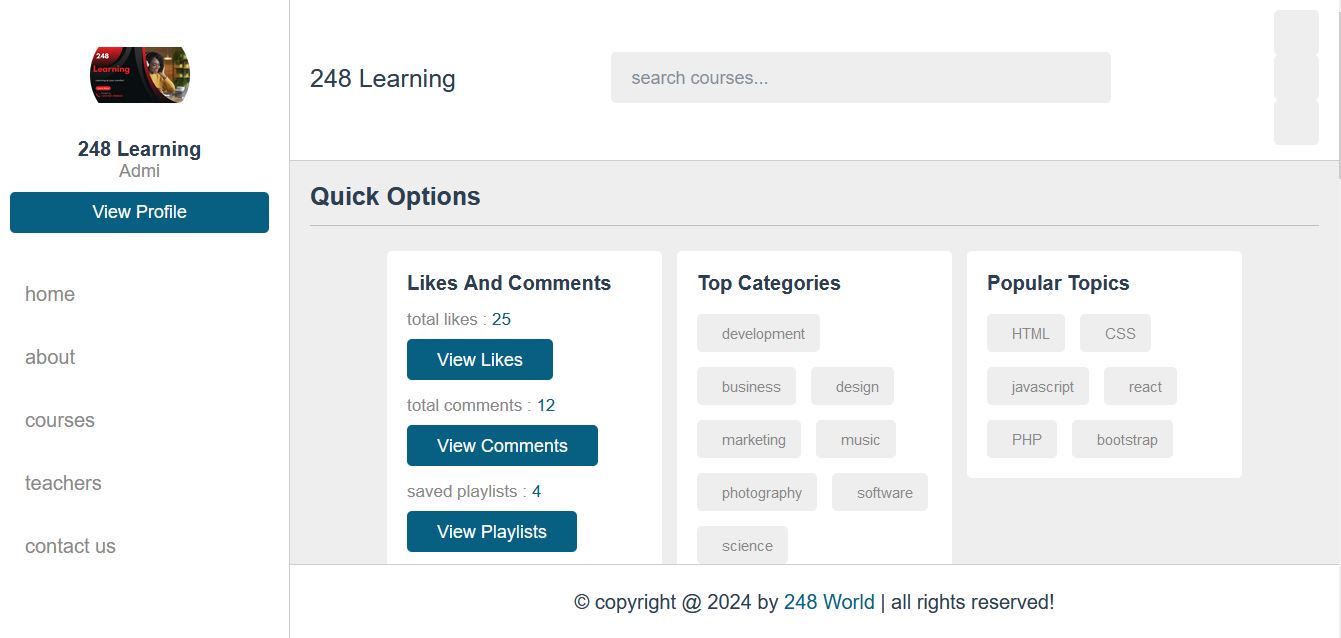 248
Learning
248 Learning
Admi
View Profile
home
about
courses
teachers
contact us
248 Learning
search courses...
Quick Options
Likes And Comments
total likes : 25
View Likes
total comments : 12
View Comments
saved playlists : 4
View Playlists
Top Categories
development
business design
marketing music
photography software
science
Popular Topics
HTML CSS
javascript react
PHP bootstrap
© copyright @ 2024 by 248 World | all rights reserved!